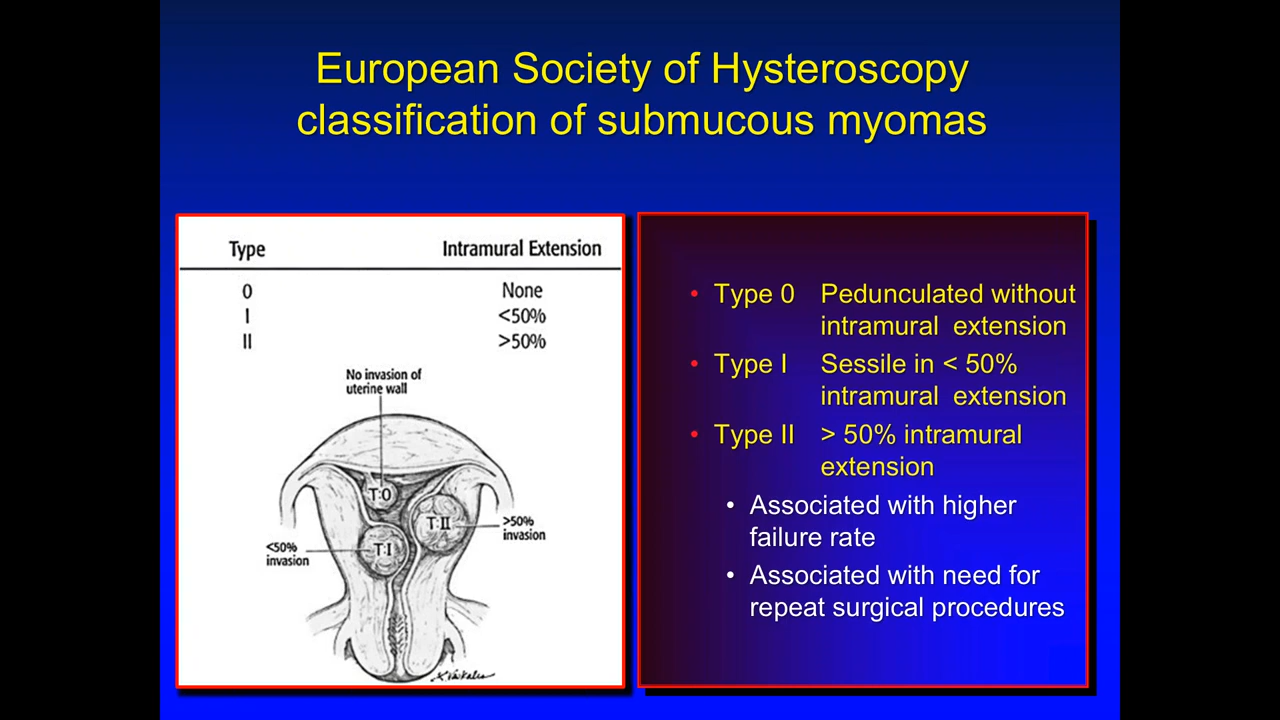 European Society of Hysteroscopy
classification of submucous myomas
Type Intramural Extension
0 None
I <50%
II >50%
No invasion of
uterine wall
T:O
T:II
>50%
invasion
T:I
<50%
invasion
• Type 0 Pedunculated without
intramural extension
• Type I Sessile in < 50%
intramural extension
• Type II > 50% intramural
extension
• Associated with higher
failure rate
• Associated with need for
repeat surgical procedures